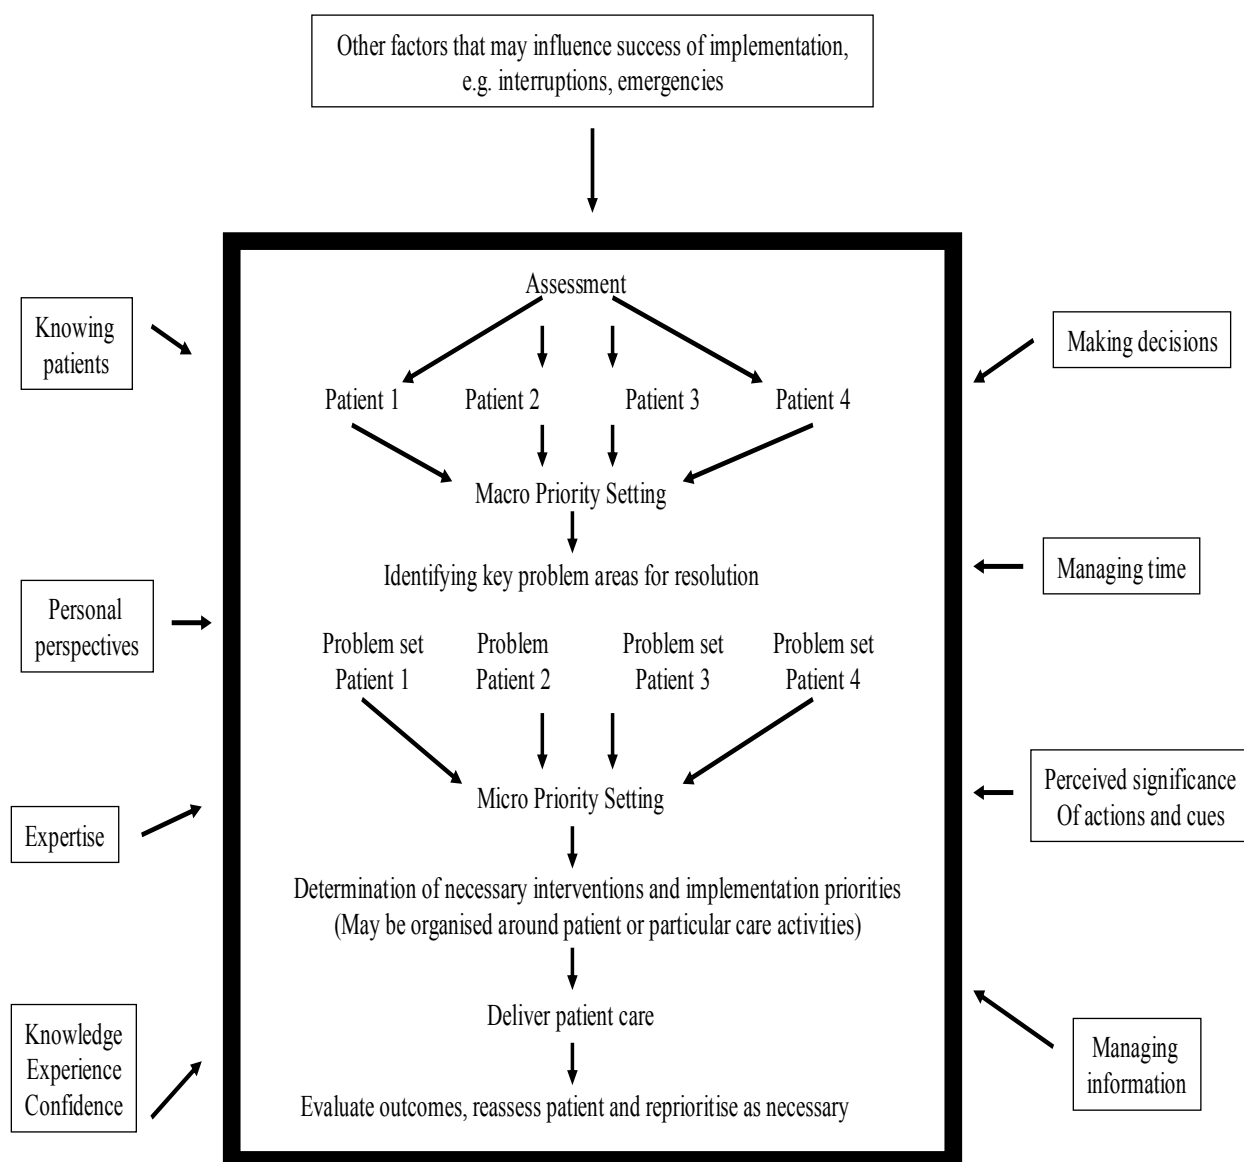 Other factors that may influence success of implementation,
e.g. interruptions, emergencies
Assessment
Knowing
patients
Making decisions
Patient 1
Patient 2
Patient 3
Patient 4
Macro Priority Setting
Identifying key problem areas for resolution
Managing time
Personal
perspectives
Problem set
Patient 1
Problem
Patient 2
Problem set
Patient 3
Problem set
Patient 4
Micro Priority Setting
Perceived significance
Of actions and cues
Expertise
Determination of necessary interventions and implementation priorities
(May be organised around patient or particular care activities)
Deliver patient care
Knowledge
Experience
Confidence
Managing
information
Evaluate outcomes, reassess patient and reprioritise as necessary